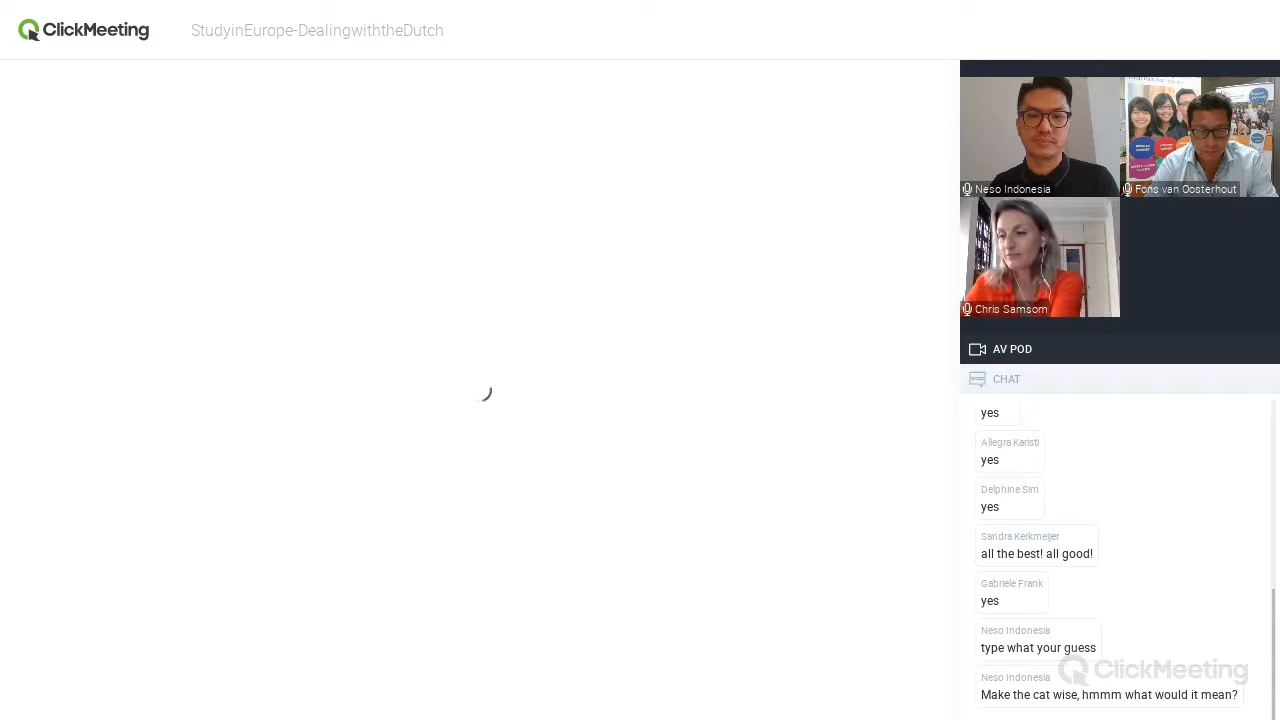 ClickMeeting
StudyinEurope-DealingwiththeDutch
Neso Indonesia
Fons van Oosterhout
Chris Samsom
AV POD
CHAT
yes
Allegra Karisti
yes
Delphine Sim
yes
Sandra Kerkmeijer
all the best! all good!
Gabriele Frank
yes
Neso Indonesia
type what your guess
ClickMeeting
Neso Indonesia
Make the cat wise, hmmm what would it mean?